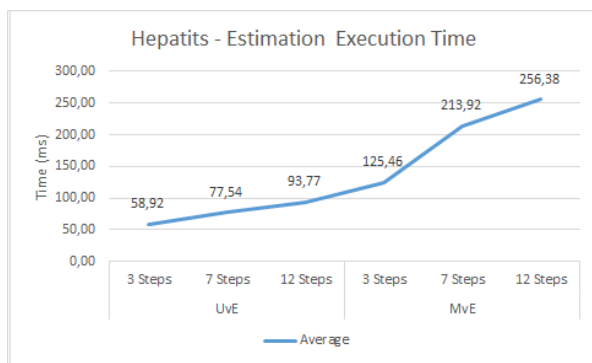 Hepatits - Estimation Execution Time
300,00
250,00
200,00
150,00
100,00
50,00
0,00
Time (ms)
58,92
77,54
93,77
125,46
213,92
256,38
3 Steps 7 Steps 12 Steps 3 Steps 7 Steps 12 Steps
UvE MvE
Average